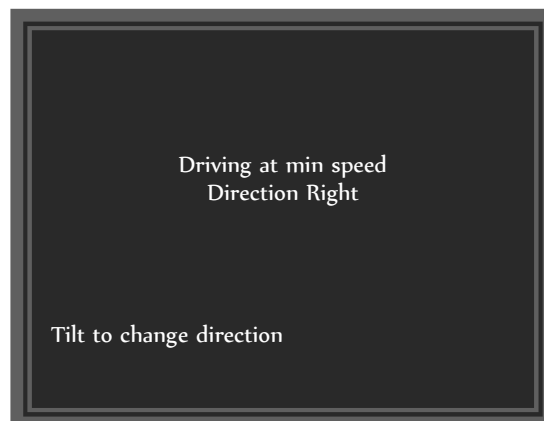 Driving at min speed
Direction Right
Tilt to change direction